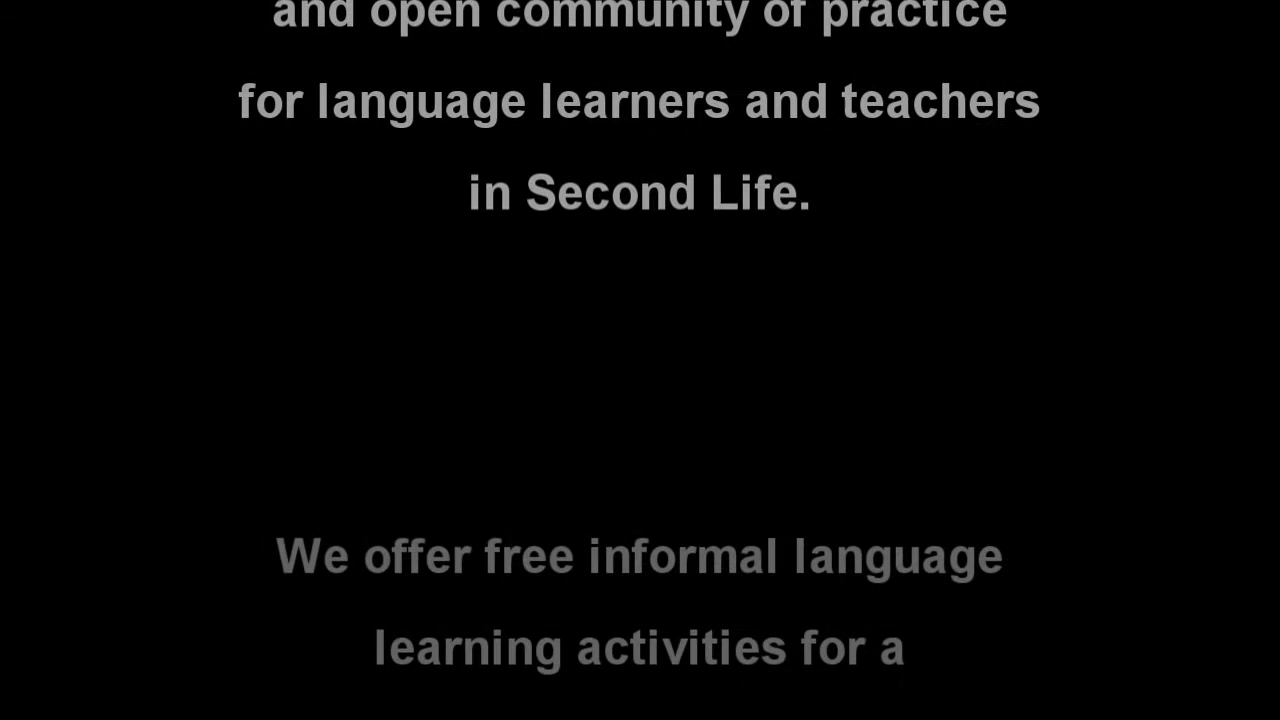 and open community of practice
for language learners and teachers
in Second Life.
We offer free informal language
learning activities for a